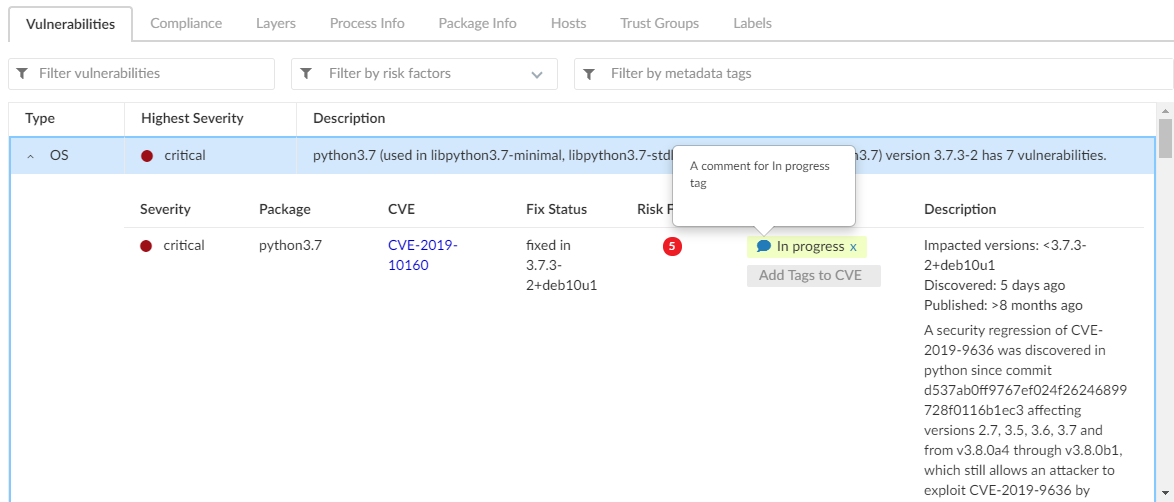 Vulnerabilities Compliance Layers Process Info Package Info Hosts Trust Groups Labels
Filter vulnerabilities Filter by risk factors Filter by metadata tags
Type Highest Severity Description
OS critical python3.7 (used in libpython3.7-minimal, libpython3.7-stdl n3.7) version 3.7.3-2 has 7 vulnerabilities.
A comment for In progress
tag
Severity Package CVE Fix Status Risk F Description
critical python3.7 CVE-2019-
10160
fixed in
3.7.3-
2+deb10u1
5
In progress x
Add Tags to CVE
Impacted versions: <3.7.3-
2+deb10u1
Discovered: 5 days ago
Published: >8 months ago
A security regression of CVE-
2019-9636 was discovered in
python since commit
d537ab0ff9767ef024f26246899
728f0116b1ec3 affecting
versions 2.7, 3.5, 3.6, 3.7 and
from v3.8.0a4 through v3.8.0b1,
which still allows an attacker to
exploit CVE-2019-9636 by